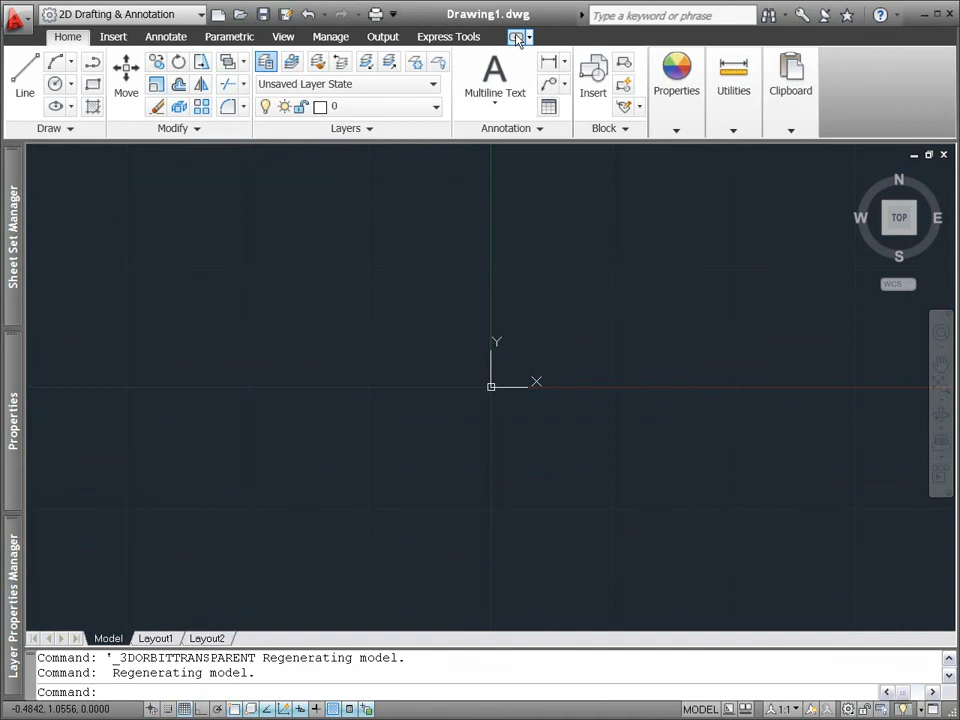 2D Drafting & Annotation
Drawing1.dwg
Type a keyword or phrase
Home Insert Annotate Parametric View Manage Output Express Tools
Line
Move
Unsaved Layer State
0
A
Multiline Text
Insert
Properties
Utilities
Clipboard
Draw Modify Layers Annotation Block
Sheet Set Manager
Properties
Layer Properties Manager
N
W TOP E
S
WCS
Y
X
Model Layout1 Layout2
Command: '_3DORBITTRANSPARENT Regenerating model.
Command: Regenerating model.
Command:
-0.4842, 1.0556, 0.0000
MODEL
1:1